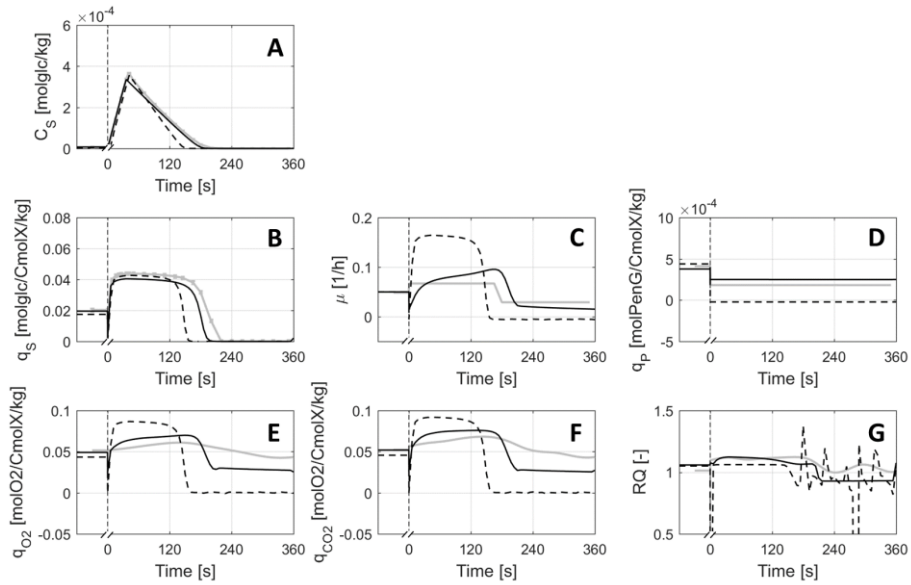 ×10⁻⁴
6
4
2
0
C_S [molglc/kg]
A
0 120 240 360
Time [s]
0.08
0.06
0.04
0.02
0
q_S [molglc/CmolX/kg]
B
0 120 240 360
Time [s]
0.2
0.1
0
μ [1/h]
C
0 120 240 360
Time [s]
×10⁻⁴
10
5
0
-5
q_P [molPenG/CmolX/kg]
D
0 120 240 360
Time [s]
0.1
0.05
0
-0.05
q_O2 [molO2/CmolX/kg]
E
0 120 240 360
Time [s]
0.1
0.05
0
-0.05
q_CO2 [molO2/CmolX/kg]
F
0 120 240 360
Time [s]
1.5
1
0.5
RQ [-]
G
0 120 240 360
Time [s]